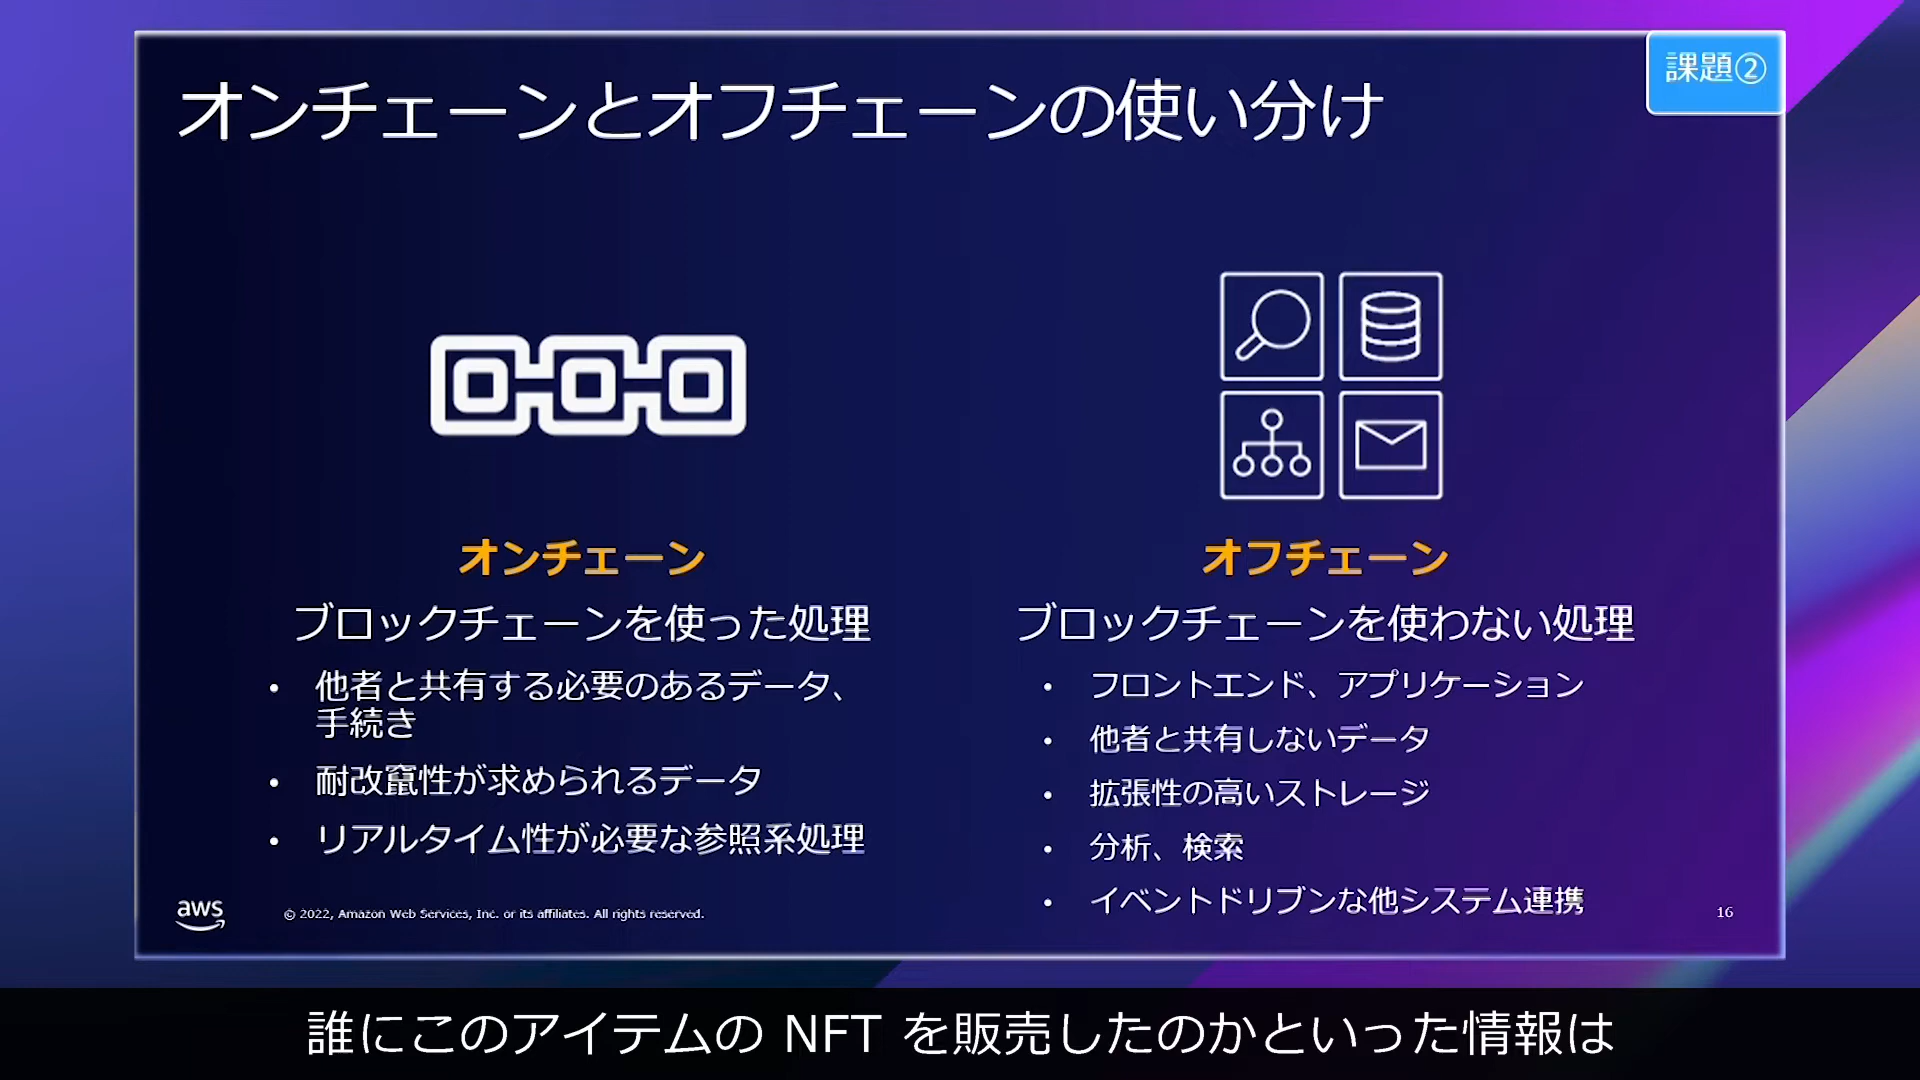 課題②
オンチェーンとオフチェーンの使い分け
オンチェーン
ブロックチェーンを使った処理
• 他者と共有する必要のあるデータ、
手続き
• 耐改竄性が求められるデータ
• リアルタイム性が必要な参照系処理
オフチェーン
ブロックチェーンを使わない処理
• フロントエンド、アプリケーション
• 他者と共有しないデータ
• 拡張性の高いストレージ
• 分析、検索
• イベントドリブンな他システム連携
aws
© 2022, Amazon Web Services, Inc. or its affiliates. All rights reserved.
16
誰にこのアイテムの NFT を販売したのかといった情報は